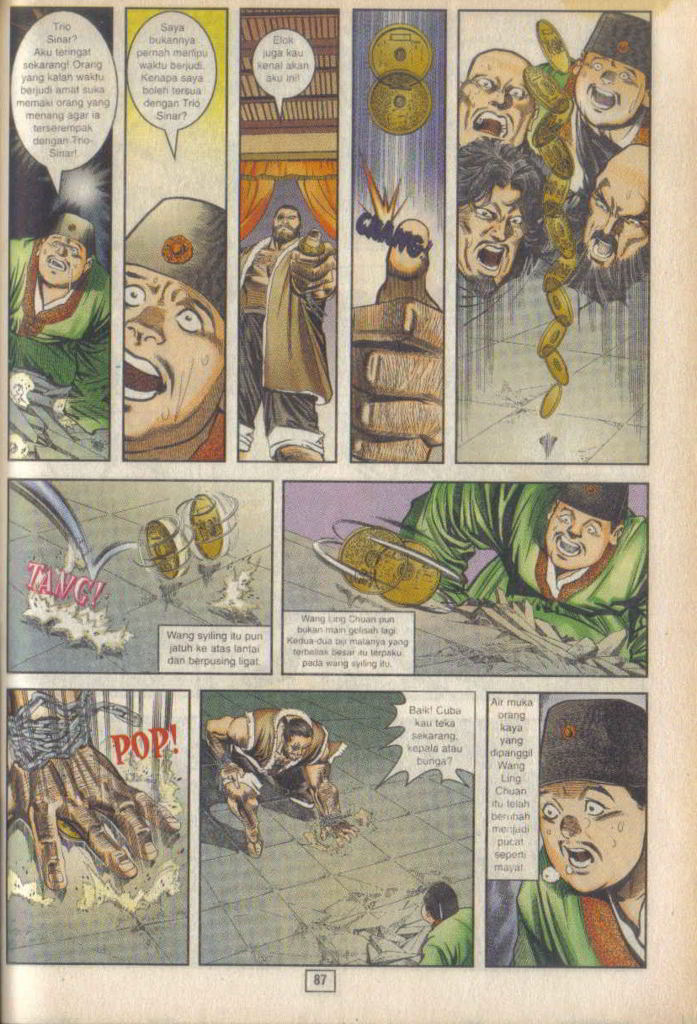 Trio
Sinar?
Aku teringat
sekarang! Orang
yang kalah waktu
berjudi amat suka
memaki orang yang
menang agar ia
terserempak
dengan Trio-
Sinar!
Saya
bukannya
pernah menipu
waktu berjudi.
Kenapa saya
boleh tersua
dengan Trio
Sinar?
Elok
juga kau
kenal akan
aku ini!
CRANG!
TANG!
Wang syiling itu pun
jatuh ke atas lantai
dan berpusing ligat.
Wang Ling Chuan pun
bukan main gelisah lagi.
Kedua-dua biji matanya yang
terbeliak besar itu terpaku
pada wang syiling itu.
POP!
Baik! Cuba
kau teka
sekarang,
kepala atau
bunga?
Air muka
orang
kaya
yang
dipanggil
Wang
Ling
Chuan
itu telah
berubah
menjadi
pucat
seperti
mayat.
87